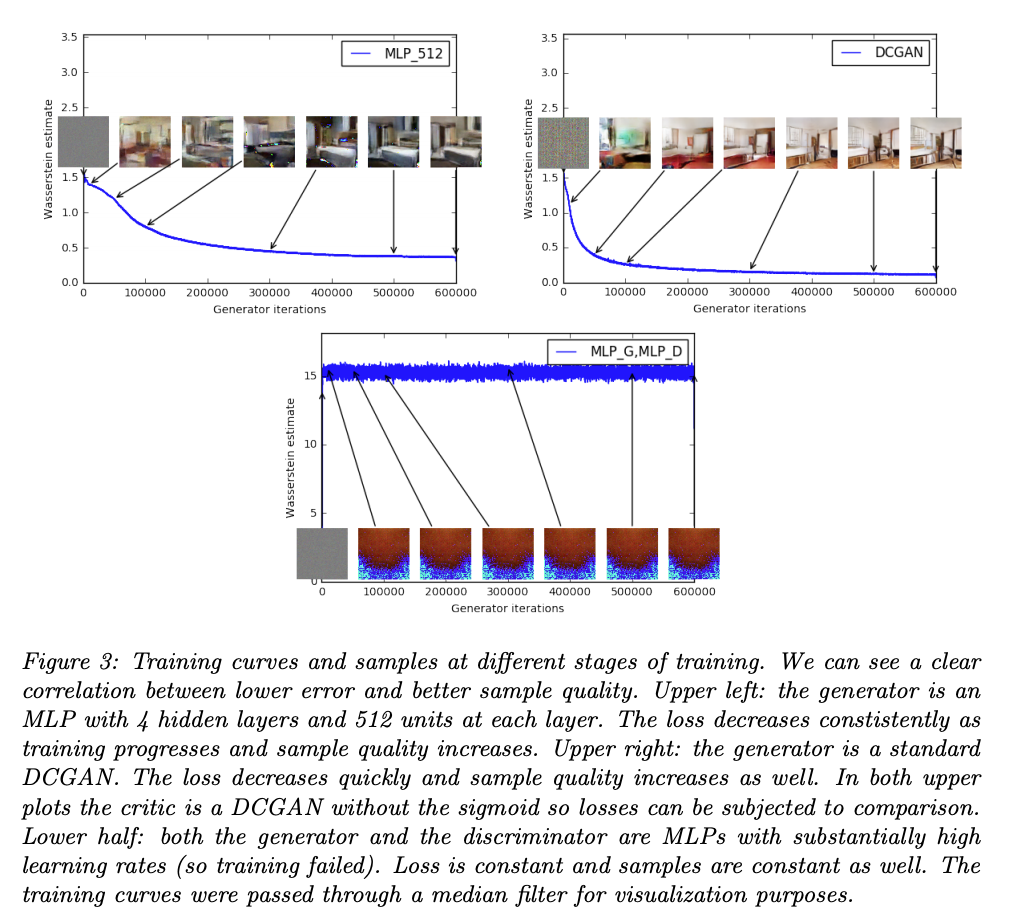 3.5
3.0
2.5
1.5
1.0
0.5
0.0
Wasserstein estimate
MLP_512
0 100000 200000 300000 400000 500000 600000
Generator iterations
3.5
3.0
2.5
1.5
1.0
0.5
0.0
Wasserstein estimate
DCGAN
0 100000 200000 300000 400000 500000 600000
Generator iterations
15
10
5
0
Wasserstein estimate
MLP_G,MLP_D
0 100000 200000 300000 400000 500000 600000
Generator iterations
Figure 3: Training curves and samples at different stages of training. We can see a clear
correlation between lower error and better sample quality. Upper left: the generator is an
MLP with 4 hidden layers and 512 units at each layer. The loss decreases constistently as
training progresses and sample quality increases. Upper right: the generator is a standard
DCGAN. The loss decreases quickly and sample quality increases as well. In both upper
plots the critic is a DCGAN without the sigmoid so losses can be subjected to comparison.
Lower half: both the generator and the discriminator are MLPs with substantially high
learning rates (so training failed). Loss is constant and samples are constant as well. The
training curves were passed through a median filter for visualization purposes.